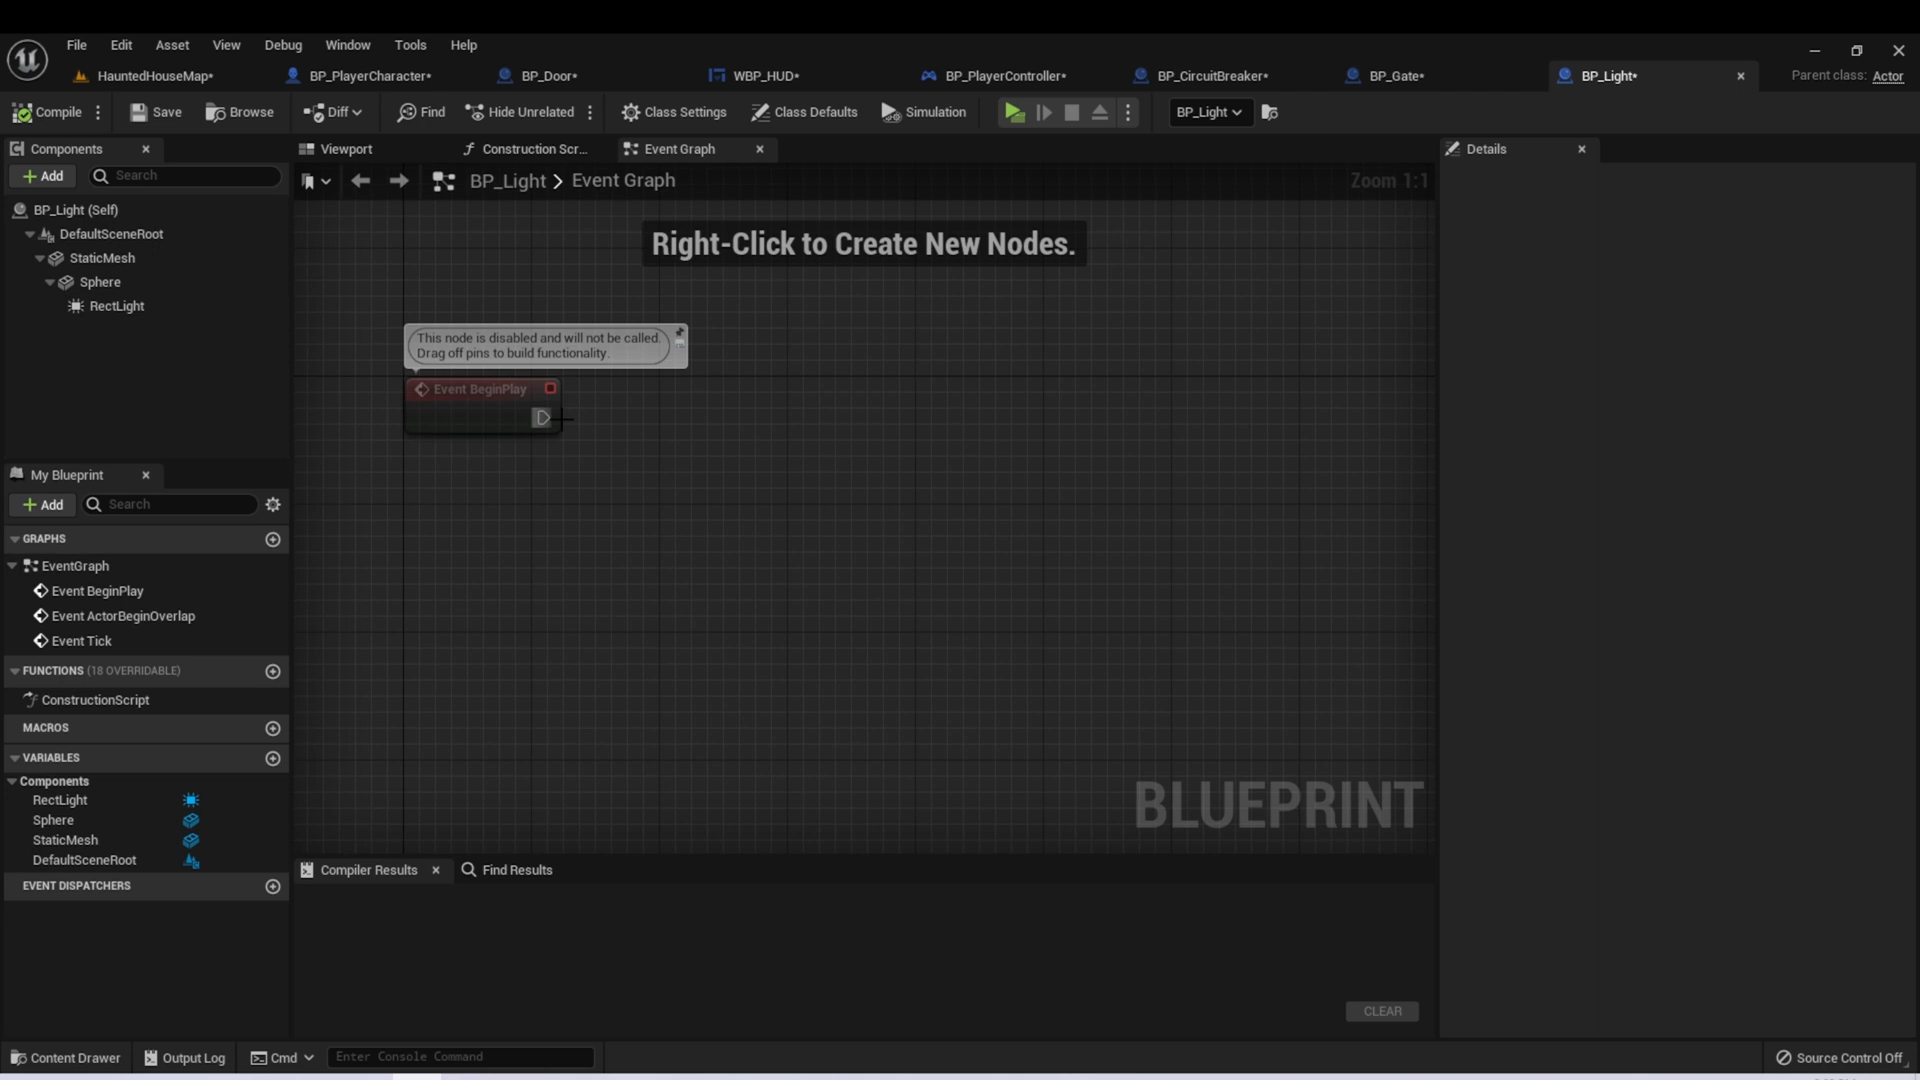 File Edit Asset View Debug Window Tools Help
HauntedHouseMap* BP_PlayerCharacter* BP_Door* WBP_HUD* BP_PlayerController* BP_CircuitBreaker* BP_Gate* BP_Light* Parent class: Actor
Compile Save Browse Diff Find Hide Unrelated Class Settings Class Defaults Simulation BP_Light
Components
Add Search
BP_Light (Self)
DefaultSceneRoot
StaticMesh
Sphere
RectLight
My Blueprint
Add Search
GRAPHS
EventGraph
Event BeginPlay
Event ActorBeginOverlap
Event Tick
FUNCTIONS (18 OVERRIDABLE)
ConstructionScript
MACROS
VARIABLES
Components
RectLight
Sphere
StaticMesh
DefaultSceneRoot
EVENT DISPATCHERS
Viewport Construction Scr... Event Graph
BP_Light > Event Graph Zoom 1:1
Right-Click to Create New Nodes.
This node is disabled and will not be called.
Drag off pins to build functionality.
Event BeginPlay
BLUEPRINT
Compiler Results Find Results
CLEAR
Details
Content Drawer Output Log Cmd Enter Console Command Source Control Off